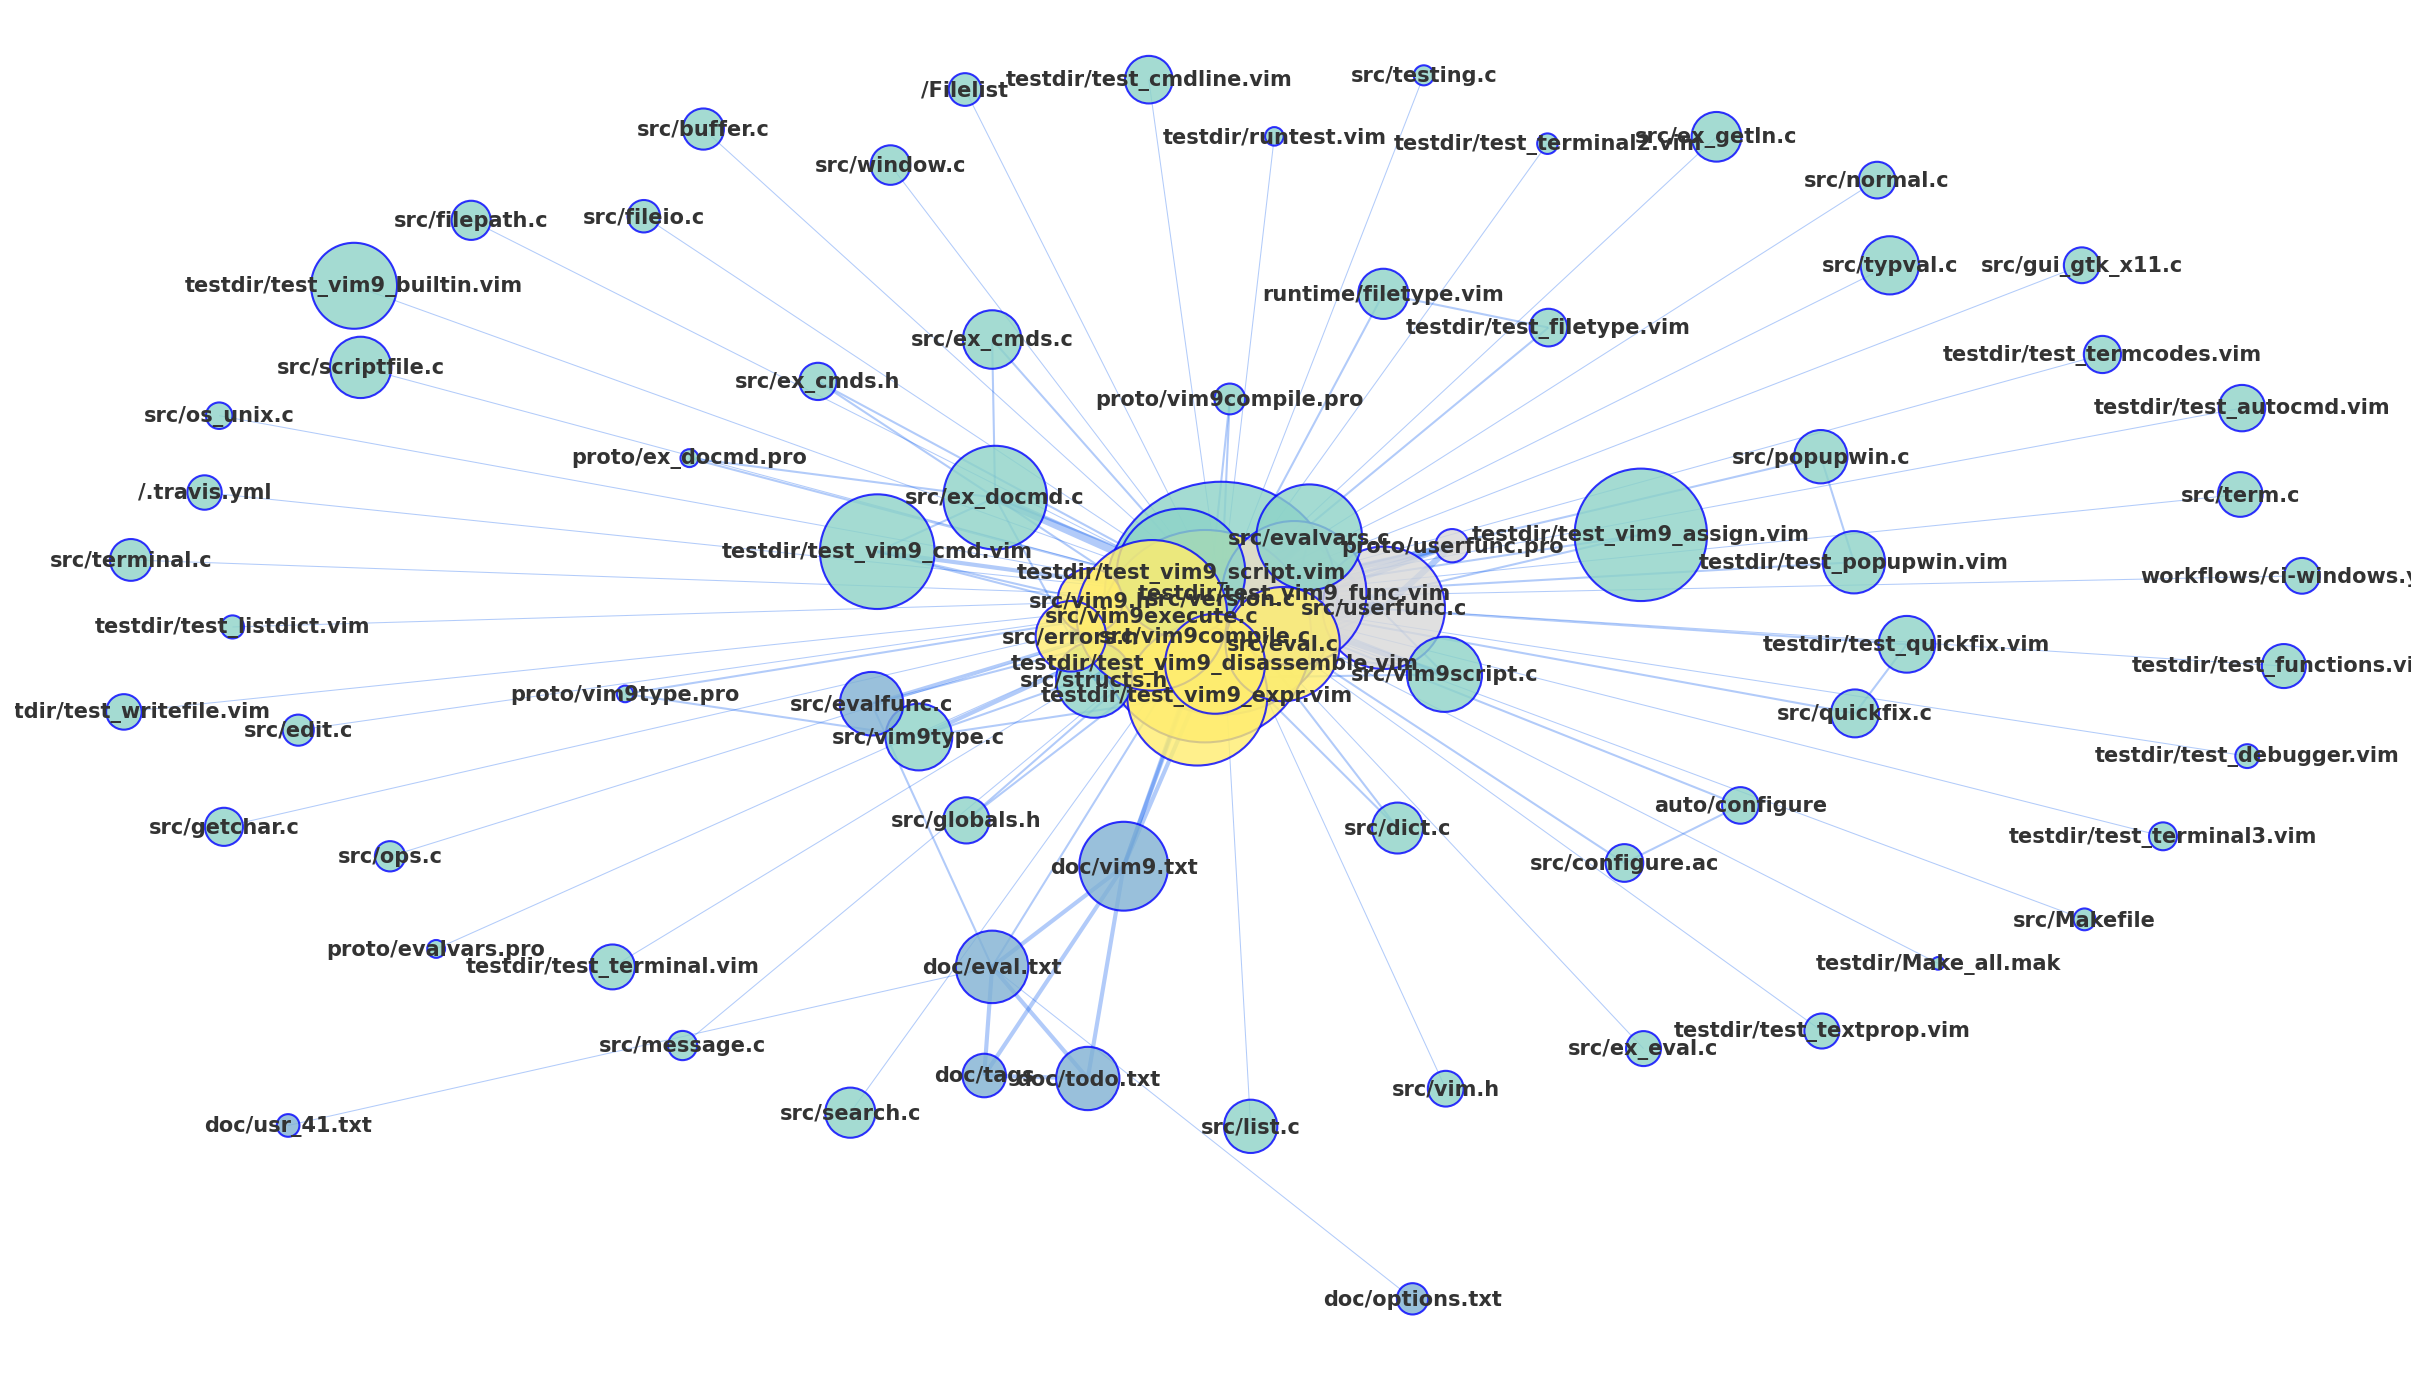 src/testing.c
testdir/test_cmdline.vim
/Filelist
src/buffer.c
testdir/runtest.vim
testdir/test_terminal2.vim
src/ex_getln.c
src/window.c
src/normal.c
src/fileio.c
src/filepath.c
src/typval.c
src/gui_gtk_x11.c
testdir/test_vim9_builtin.vim
runtime/filetype.vim
testdir/test_filetype.vim
src/ex_cmds.c
testdir/test_termcodes.vim
src/scriptfile.c
src/ex_cmds.h
proto/vim9compile.pro
testdir/test_autocmd.vim
src/os_unix.c
proto/ex_docmd.pro
src/popupwin.c
/.travis.yml
src/term.c
src/ex_docmd.c
testdir/test_vim9_assign.vim
src/evalvars.c
proto/userfunc.pro
testdir/test_vim9_cmd.vim
src/terminal.c
testdir/test_popupwin.vim
testdir/test_vim9_script.vim
workflows/ci-windows.y
testdir/test_vim9_func.vim
src/vim9.h
src/version.c
src/userfunc.c
src/vim9execute.c
testdir/test_listdict.vim
src/errors.h
src/vim9compile.c
src/eval.c
testdir/test_quickfix.vim
testdir/test_vim9_disassemble.vim
testdir/test_functions.vi
src/vim9script.c
src/structs.h
proto/vim9type.pro
testdir/test_vim9_expr.vim
src/evalfunc.c
tdir/test_writefile.vim
src/quickfix.c
src/edit.c
src/vim9type.c
testdir/test_debugger.vim
auto/configure
src/globals.h
src/getchar.c
src/dict.c
testdir/test_terminal3.vim
src/ops.c
src/configure.ac
doc/vim9.txt
src/Makefile
proto/evalvars.pro
testdir/Make_all.mak
testdir/test_terminal.vim
doc/eval.txt
testdir/test_textprop.vim
src/message.c
src/ex_eval.c
doc/tags
doc/todo.txt
src/vim.h
src/search.c
doc/usr_41.txt
src/list.c
doc/options.txt